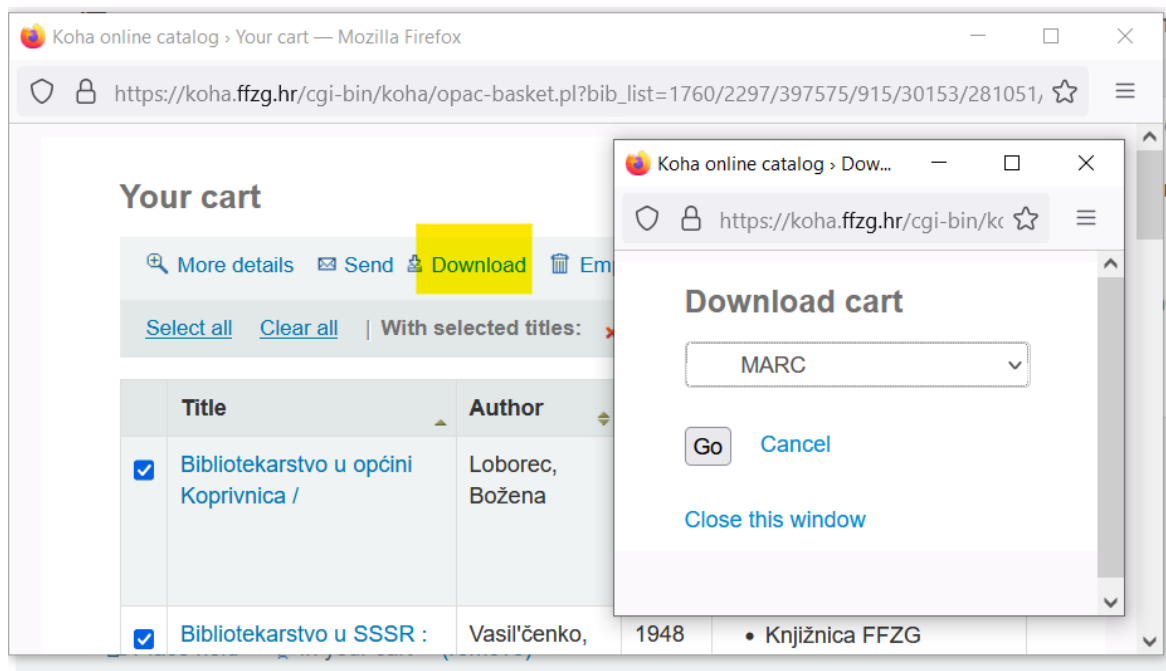 Koha online catalog › Your cart — Mozilla Firefox
https://koha.ffzg.hr/cgi-bin/koha/opac-basket.pl?bib_list=1760/2297/397575/915/30153/281051/
Your cart
More details Send Download Em
Select all Clear all | With selected titles:
Title Author
Bibliotekarstvo u općini Loborec,
Koprivnica / Božena
Bibliotekarstvo u SSSR : Vasil'čenko, 1948 • Knjižnica FFZG
Koha online catalog › Dow...
https://koha.ffzg.hr/cgi-bin/kc
Download cart
MARC
Go Cancel
Close this window